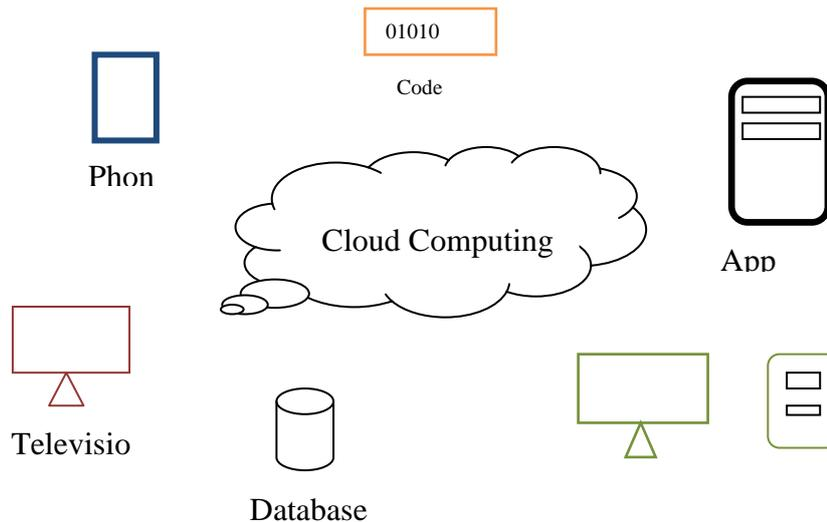 01010
Code
Phon
Cloud Computing
App
Televisio
Database